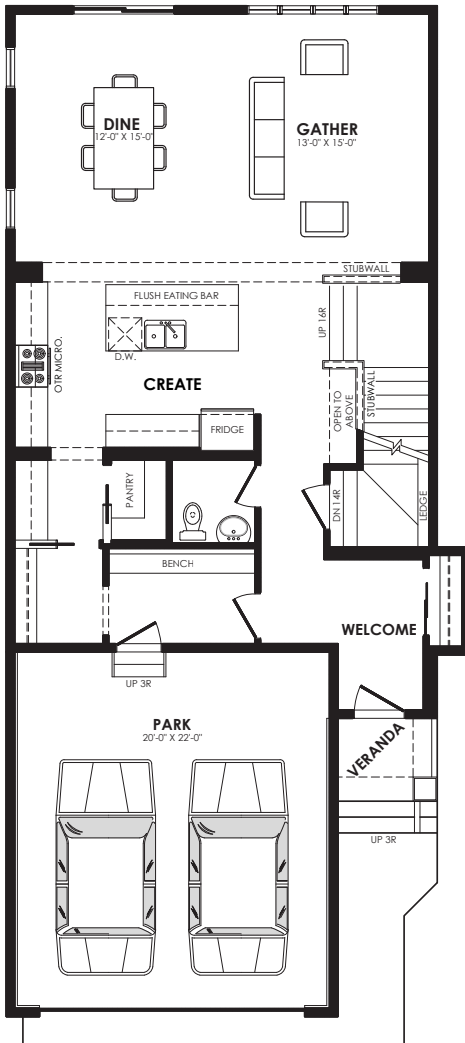 DINE
12'-0" X 15'-0"
GATHER
13'-0" X 15'-0"
STUBWALL
FLUSH EATING BAR
UP 16R
D.W.
OTR MICRO.
CREATE
STUBWALL
OPEN TO
ABOVE
FRIDGE
PANTRY
DN 14R
LEDGE
BENCH
WELCOME
UP 3R
PARK
20'-0" X 22'-0"
VERANDA
UP 3R